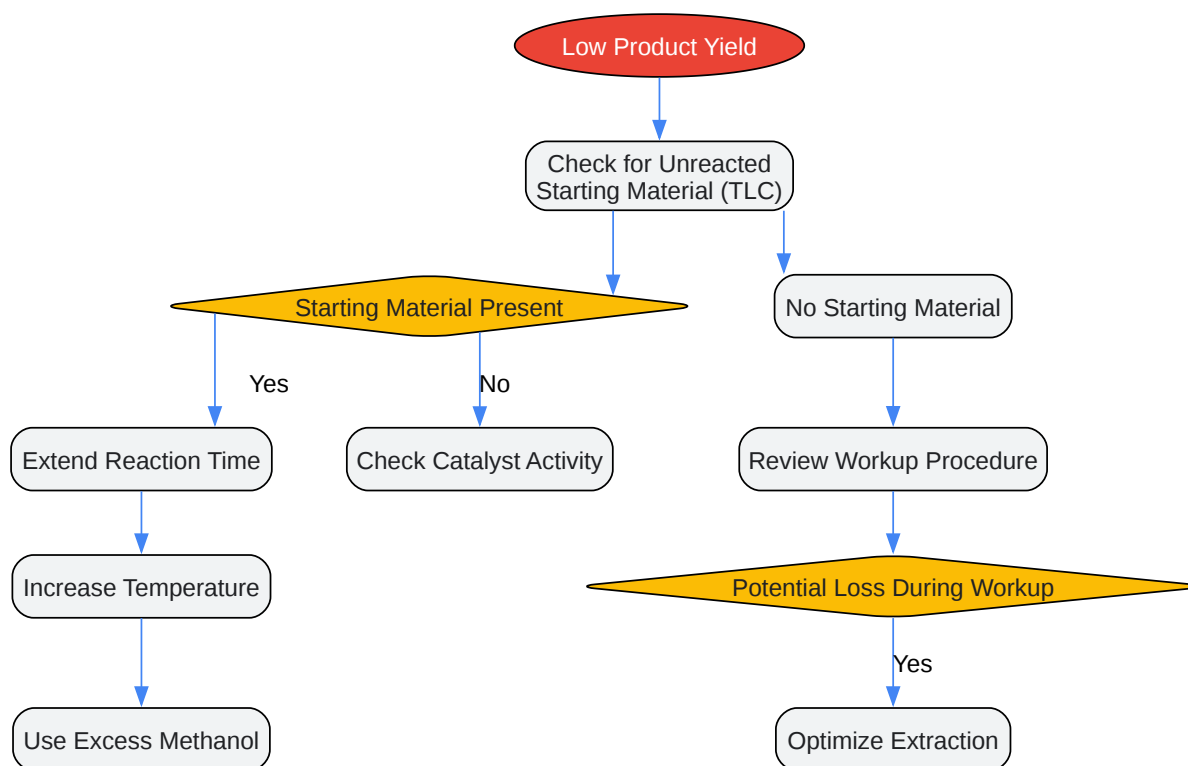 Low Product Yield
Check for Unreacted
Starting Material (TLC)
Starting Material Present
No Starting Material
Yes
No
Extend Reaction Time
Check Catalyst Activity
Review Workup Procedure
Increase Temperature
Potential Loss During Workup
Yes
Use Excess Methanol
Optimize Extraction